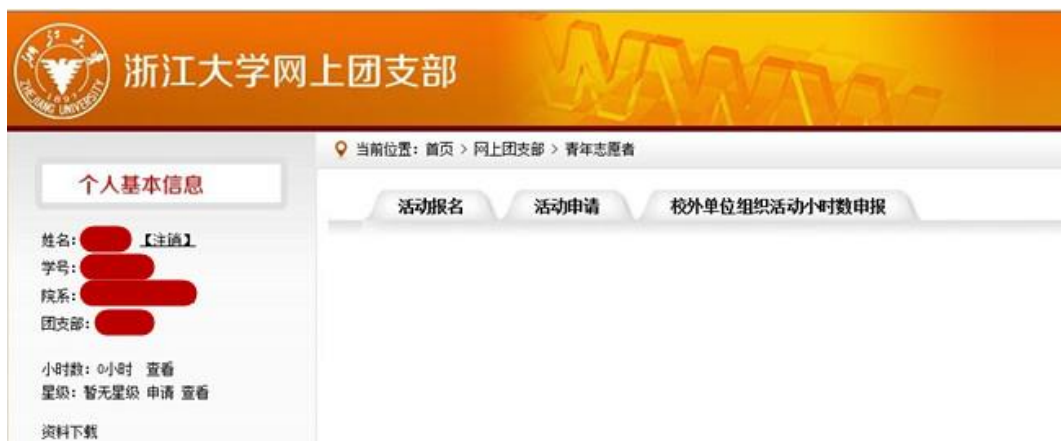 浙江大学网上团支部
ZHEJIANG UNIVERSITY
1897
WWW
当前位置：首页 > 网上团支部 > 青年志愿者
个人基本信息
活动报名 活动申请 校外单位组织活动小时数申报
姓名： 【注销】
学号：
院系：
团支部：
小时数：0小时 查看
星级：暂无星级 申请 查看
资料下载